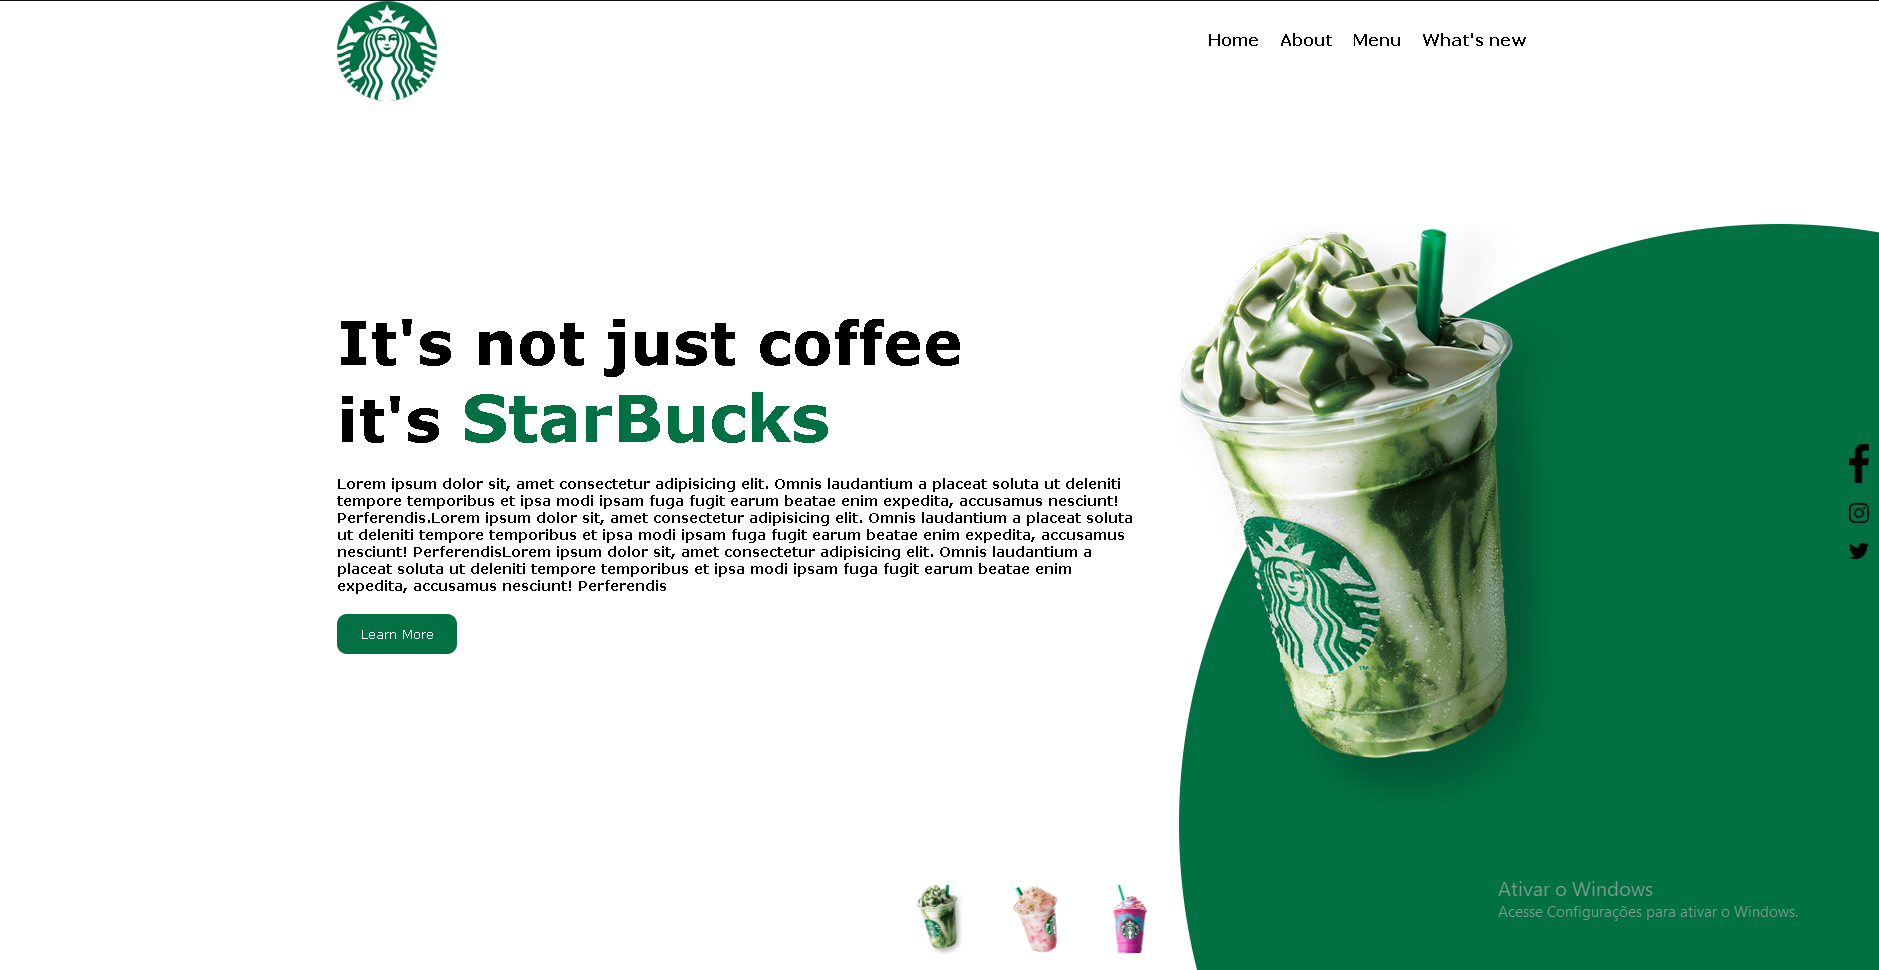 Home About Menu What's new
It's not just coffee
it's StarBucks
Lorem ipsum dolor sit, amet consectetur adipisicing elit. Omnis laudantium a placeat soluta ut deleniti
tempore temporibus et ipsa modi ipsam fuga fugit earum beatae enim expedita, accusamus nesciunt!
Perferendis.Lorem ipsum dolor sit, amet consectetur adipisicing elit. Omnis laudantium a placeat soluta
ut deleniti tempore temporibus et ipsa modi ipsam fuga fugit earum beatae enim expedita, accusamus
nesciunt! PerferendisLorem ipsum dolor sit, amet consectetur adipisicing elit. Omnis laudantium a
placeat soluta ut deleniti tempore temporibus et ipsa modi ipsam fuga fugit earum beatae enim
expedita, accusamus nesciunt! Perferendis
Learn More
TM
Ativar o Windows
Acesse Configurações para ativar o Windows.